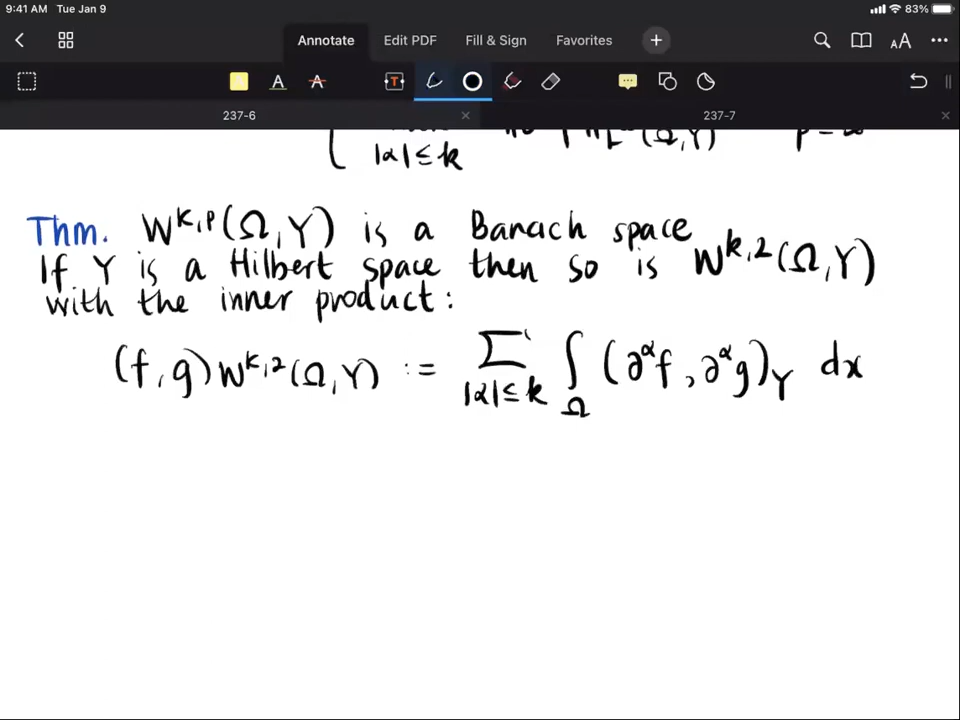 9:41 AM Tue Jan 9
83%
Annotate Edit PDF Fill & Sign Favorites
237-6 237-7
|α| ≤ k (Ω,Y) p = ∞
Thm. W^{k,p}(Ω,Y) is a Banach space
If Y is a Hilbert space then so is W^{k,2}(Ω,Y)
with the inner product:
(f,g)W^{k,2}(Ω,Y) := ∑_{|α|≤k} ∫_Ω (∂^α f, ∂^α g)_Y dx